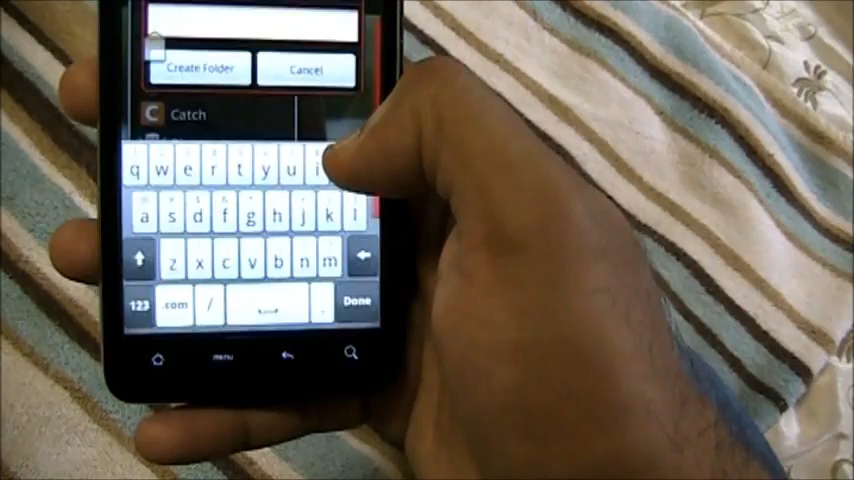 Create Folder Cancel
C Catch
q w e r t y u i
a s d f g h j k l
z x c v b n m
123 .com / . Done
menu